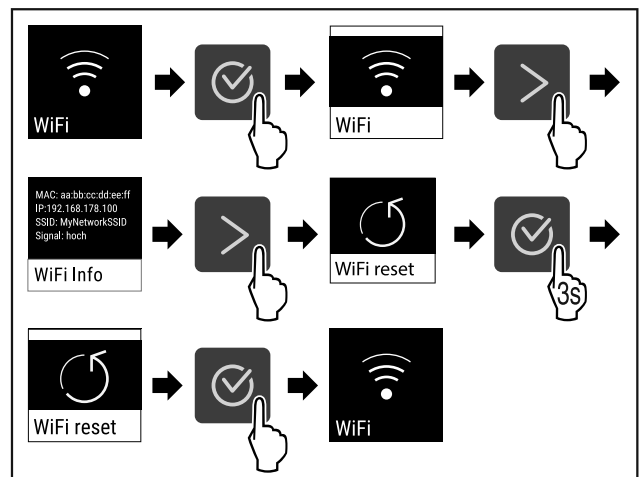 WiFi
WiFi
MAC: aa:bb:cc:dd:ee:ff
IP:192.168.178.100
SSID: MyNetworkSSID
Signal: hoch
WiFi Info
WiFi reset
3s
WiFi reset
WiFi